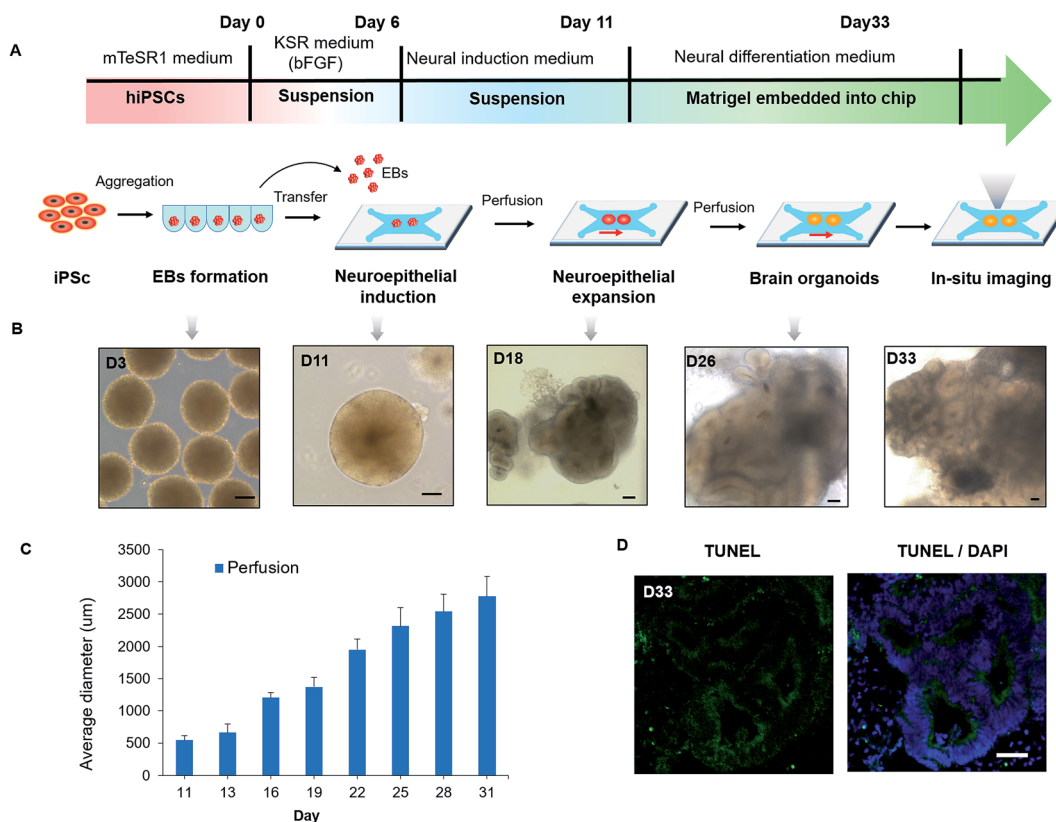 A
Day 0
Day 6
Day 11
Day33
mTeSR1 medium
KSR medium
(bFGF)
Neural induction medium
Neural differentiation medium
hiPSCs
Suspension
Suspension
Matrigel embedded into chip
Aggregation
Transfer
EBs
Perfusion
Perfusion
iPSc
EBs formation
Neuroepithelial
induction
Neuroepithelial
expansion
Brain organoids
In-situ imaging
B
D3
D11
D18
D26
D33
C
3500
3000
2500
2000
1500
1000
500
0
Average diameter (um)
Perfusion
11 13 16 19 22 25 28 31
Day
D
TUNEL
TUNEL / DAPI
D33